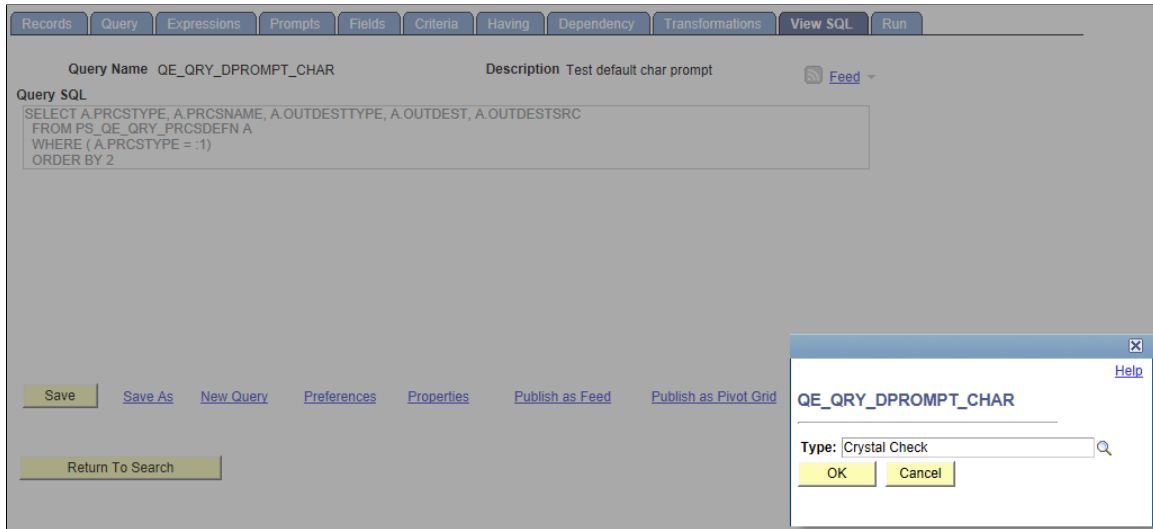 Records Query Expressions Prompts Fields Criteria Having Dependency Transformations View SQL Run
Query Name QE_QRY_DPROMPT_CHAR Description Test default char prompt Feed
Query SQL
SELECT A.PRCSTYPE, A.PRCSNAME, A.OUTDESTTYPE, A.OUTDEST, A.OUTDESTSRC
FROM PS_QE_QRY_PRCSDEFN A
WHERE ( A.PRCSTYPE = :1)
ORDER BY 2
Save Save As New Query Preferences Properties Publish as Feed Publish as Pivot Grid
Return To Search
Help
QE_QRY_DPROMPT_CHAR
Type: Crystal Check
OK Cancel